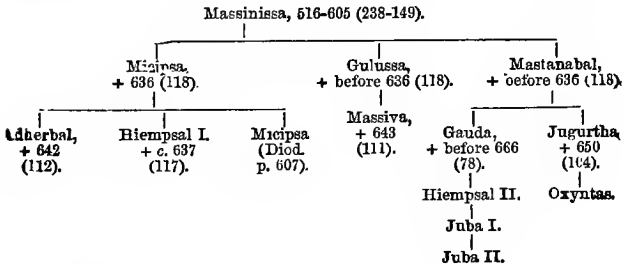 Massinissa, 516-605 (238-149).
Micipsa, Gulussa, Mastanabal,
+ 636 (118). + before 636 (118). + before 636 (118).
Adherbal, Hiempsal I. Micipsa Massiva, Gauda, Jugurtha,
+ 642 + c. 637 (Diod. + 643 + before 666 + 650
(112). (117). p. 607). (111). (78). (104).
Hiempsal II. Oxyntas.
Juba I.
Juba II.